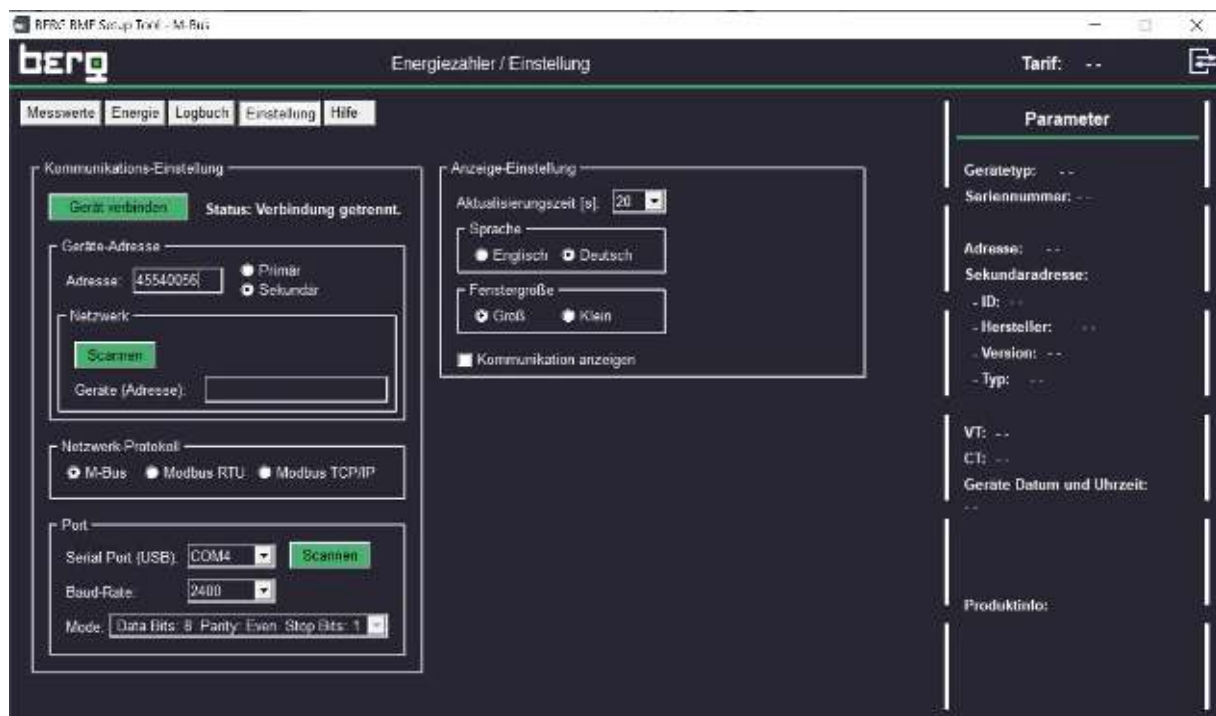 BERG BMF Setup Tool - M-Bus
berg
Energiezahler / Einstellung
Tarif: --
Messwerte Energie Logbuch Einstellung Hilfe
Kommunikations-Einstellung
Gerät verbinden Status: Verbindung getrennt.
Geräte-Adresse
Adresse: 45540056
Primär
Sekundär
Netzwerk
Scannen
Geräte (Adresse):
Netzwerk-Protokoll
M-Bus Modbus RTU Modbus TCP/IP
Port
Serial Port (USB): COM4 Scannen
Baud-Rate: 2400
Mode: Data Bits: 8 Parity: Even Stop Bits: 1
Anzeige-Einstellung
Aktualisierungszeit [s]: 20
Sprache
Englisch Deutsch
Fenstergroße
Groß Klein
Kommunikation anzeigen
Parameter
Gerätetyp: --
Seriennummer: --
Adresse: --
Sekundaradresse:
- ID: --
- Hersteller: --
- Version: --
- Typ: --
VT: --
CT: --
Geräte Datum und Uhrzeit:
--
Produktinfo: